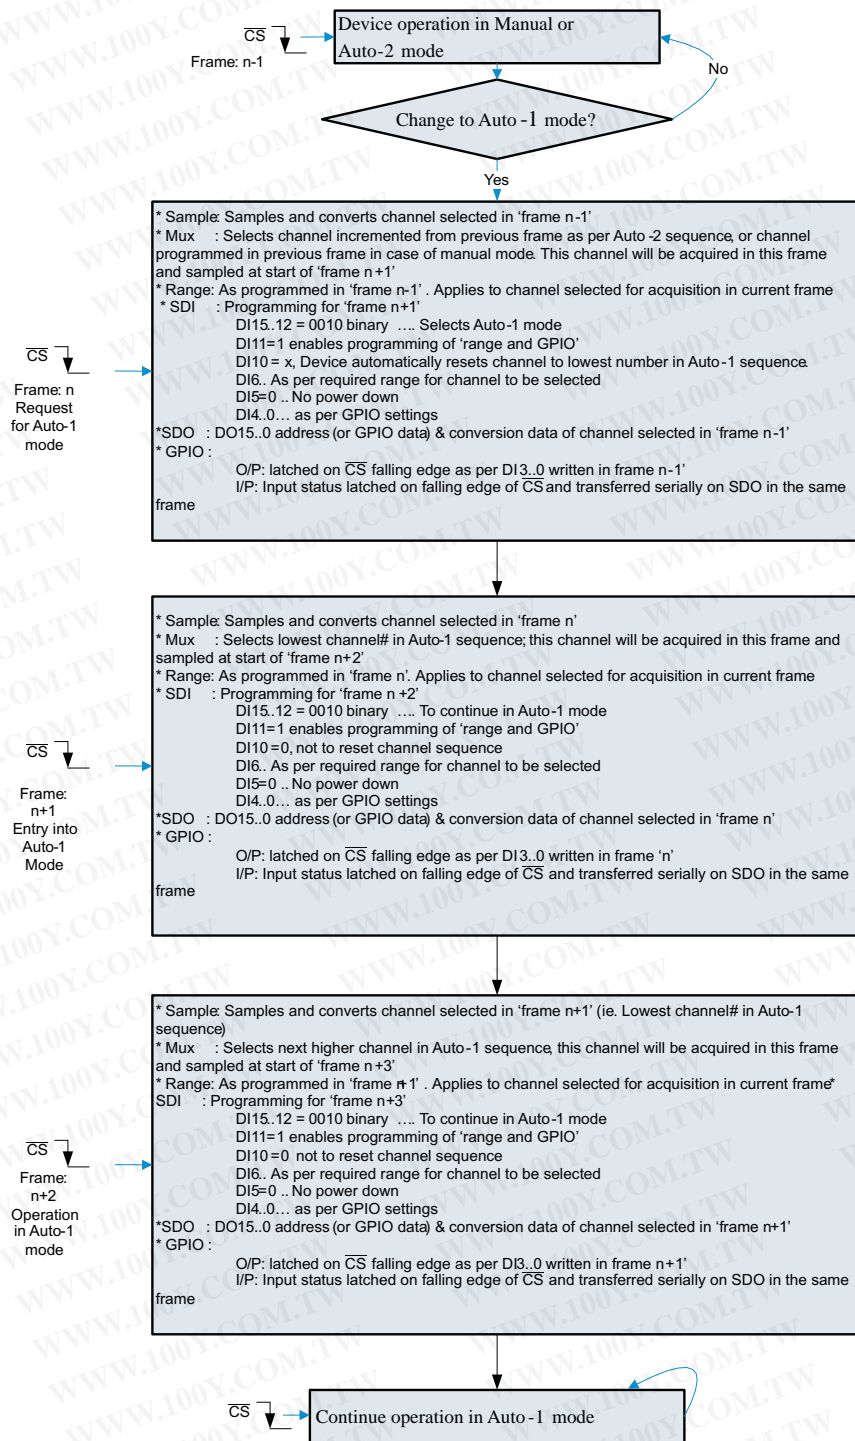 CS
Frame: n-1
Device operation in Manual or
Auto-2 mode
No
Change to Auto -1 mode?
Yes
CS
Frame: n
Request
for Auto-1
mode
* Sample: Samples and converts channel selected in ‘frame n-1’
* Mux : Selects channel incremented from previous frame as per Auto -2 sequence, or channel
programmed in previous frame in case of manual mode. This channel will be acquired in this frame
and sampled at start of ‘frame n+1’
* Range: As programmed in ‘frame n-1’ . Applies to channel selected for acquisition in current frame
* SDI : Programming for ‘frame n+1’
DI15..12 = 0010 binary .... Selects Auto-1 mode
DI11=1 enables programming of ‘range and GPIO’
DI10 = x, Device automatically resets channel to lowest number in Auto-1 sequence.
DI6.. As per required range for channel to be selected
DI5=0 .. No power down
DI4..0… as per GPIO settings
*SDO : DO15..0 address (or GPIO data) & conversion data of channel selected in ‘frame n-1’
* GPIO :
O/P: latched on CS falling edge as per DI3..0 written in frame n-1’
I/P: Input status latched on falling edge of CS and transferred serially on SDO in the same
frame
CS
Frame:
n+1
Entry into
Auto-1
Mode
* Sample: Samples and converts channel selected in ‘frame n’
* Mux : Selects lowest channel# in Auto-1 sequence; this channel will be acquired in this frame and
sampled at start of ‘frame n+2’
* Range: As programmed in ‘frame n’. Applies to channel selected for acquisition in current frame
* SDI : Programming for ‘frame n +2’
DI15..12 = 0010 binary .... To continue in Auto-1 mode
DI11=1 enables programming of ‘range and GPIO’
DI10 =0, not to reset channel sequence
DI6.. As per required range for channel to be selected
DI5=0 .. No power down
DI4..0… as per GPIO settings
*SDO : DO15..0 address (or GPIO data) & conversion data of channel selected in ‘frame n’
* GPIO :
O/P: latched on CS falling edge as per DI3..0 written in frame ‘n’
I/P: Input status latched on falling edge of CS and transferred serially on SDO in the same
frame
CS
Frame:
n+2
Operation
in Auto-1
mode
* Sample: Samples and converts channel selected in ‘frame n+1’ (ie. Lowest channel# in Auto-1
sequence)
* Mux : Selects next higher channel in Auto-1 sequence, this channel will be acquired in this frame
and sampled at start of ‘frame n+3’
* Range: As programmed in ‘frame n+1’ . Applies to channel selected for acquisition in current frame*
SDI : Programming for ‘frame n+3’
DI15..12 = 0010 binary .... To continue in Auto-1 mode
DI11=1 enables programming of ‘range and GPIO’
DI10 =0 not to reset channel sequence
DI6.. As per required range for channel to be selected
DI5=0 .. No power down
DI4..0… as per GPIO settings
*SDO : DO15..0 address (or GPIO data) & conversion data of channel selected in ‘frame n+1’
* GPIO :
O/P: latched on CS falling edge as per DI3..0 written in frame n+1’
I/P: Input status latched on falling edge of CS and transferred serially on SDO in the same
frame
CS
Continue operation in Auto -1 mode
WWW.100Y.COM.TW